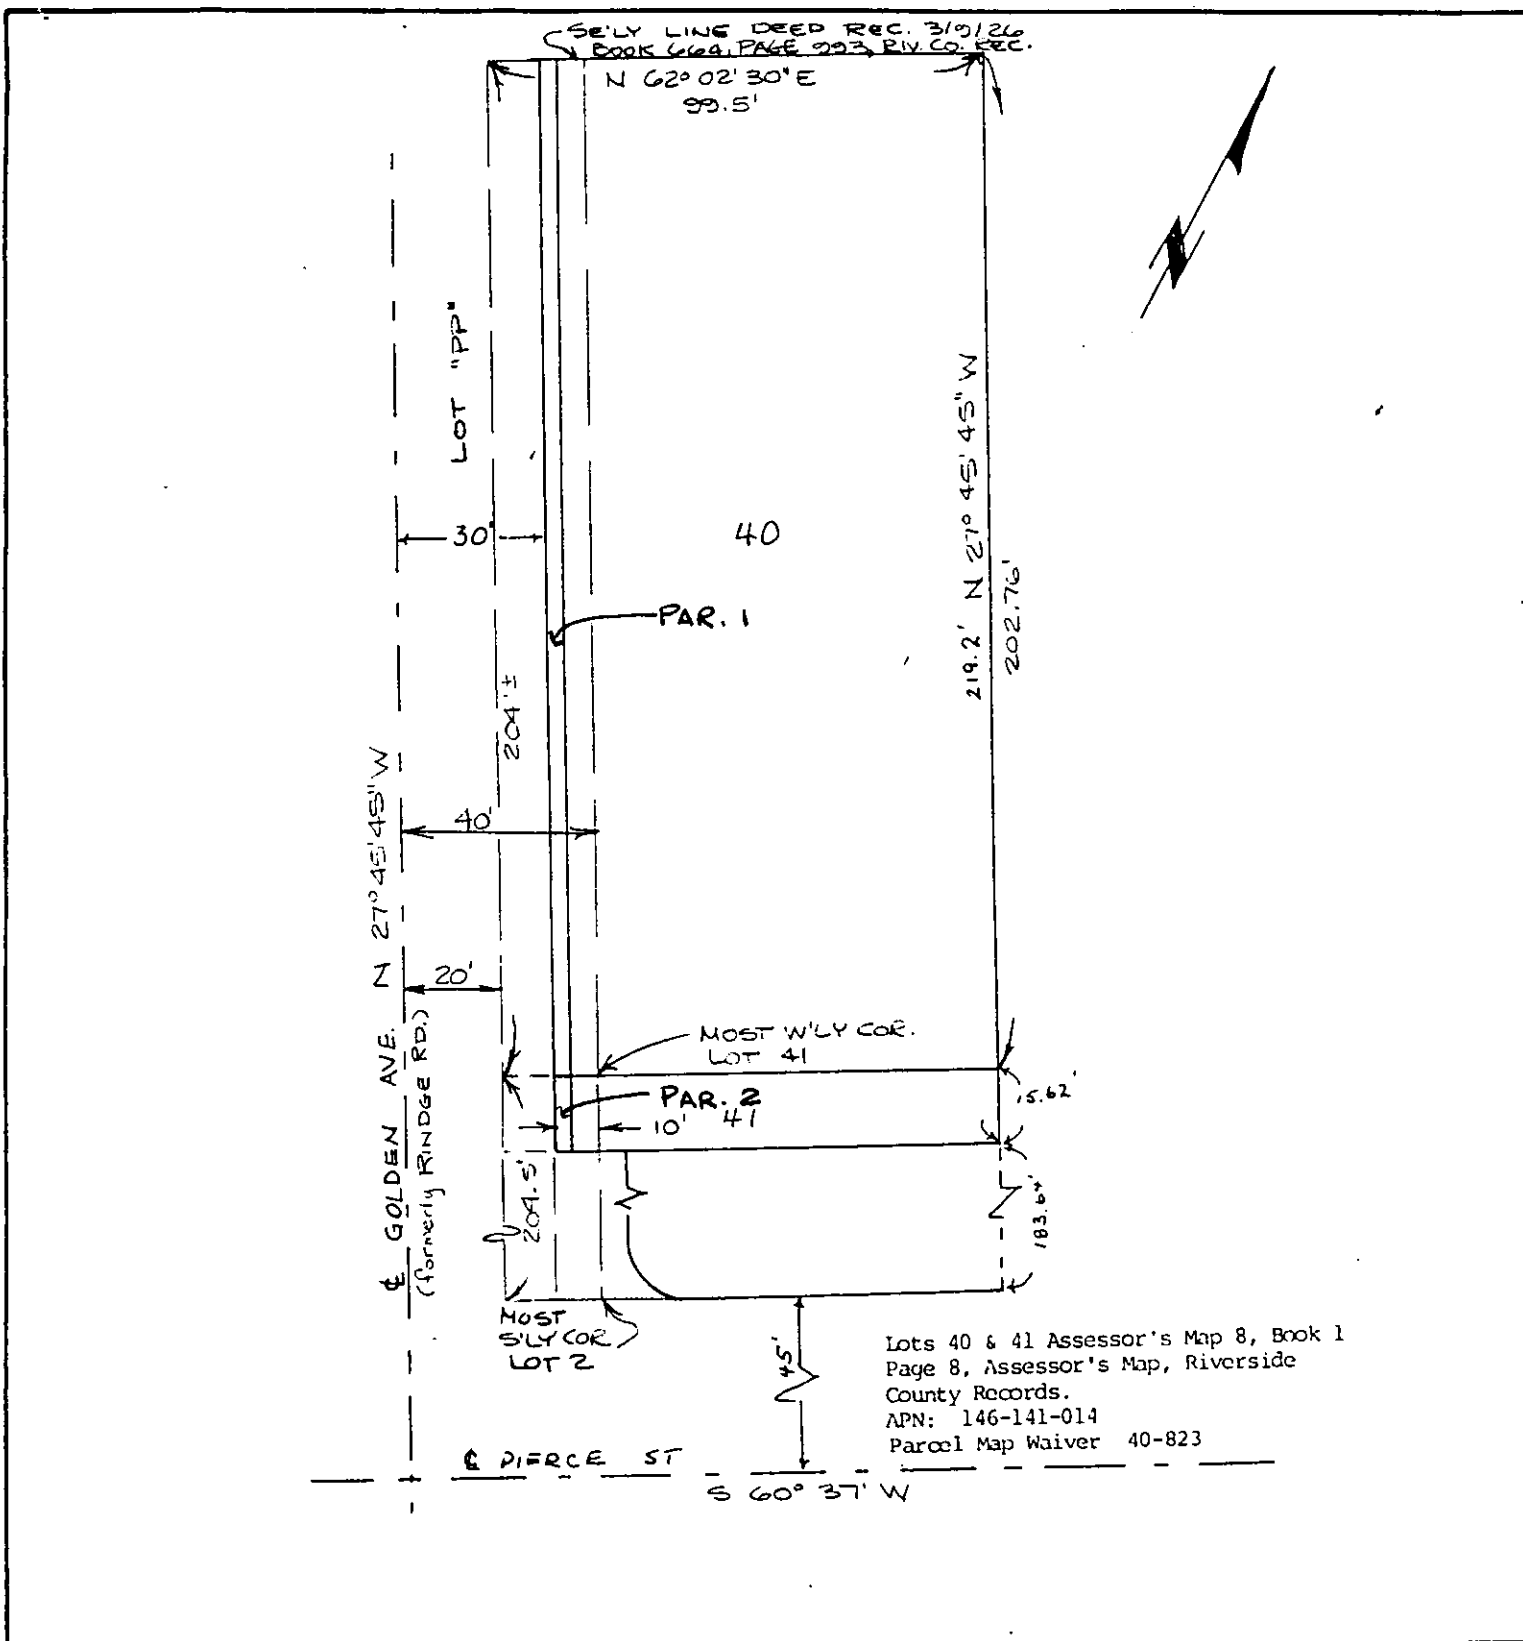 SE'LY LINE DEED REC. 3/9/26
BOOK 664, PAGE 993, RIV. CO. REC.
N 62° 02' 30" E
99.5'
N
LOT "PP"
30'
40
219.2' N 27° 45' 45" W
202.76'
PAR. 1
204'±
40'
N 27° 45' 45" W
20'
MOST W'LY COR.
LOT 41
PAR. 2
10' 41
15.62'
℄ GOLDEN AVE.
(formerly RINDGE RD.)
204.5'
183.64'
MOST
S'LY COR.
LOT 2
45'
Lots 40 & 41 Assessor's Map 8, Book 1
Page 8, Assessor's Map, Riverside
County Records.
APN: 146-141-014
Parcel Map Waiver 40-823
℄ PIERCE ST
S 60° 37' W